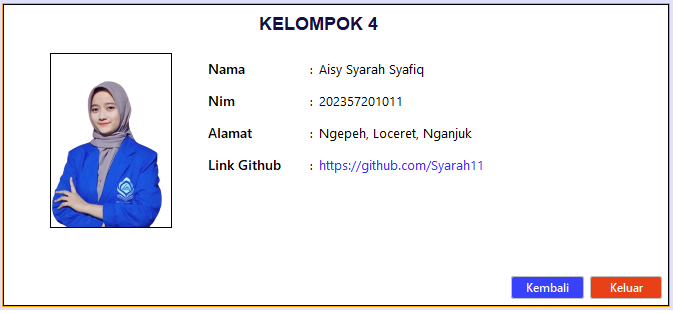 KELOMPOK 4
Nama : Aisy Syarah Syafiq
Nim : 202357201011
Alamat : Ngepeh, Loceret, Nganjuk
Link Github : https://github.com/Syarah11
Kembali Keluar